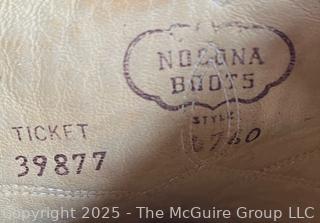 NOCONA
BOOTS
STYLE
TICKET
39877
Copyright 2025 - The McGuire Group, LLC